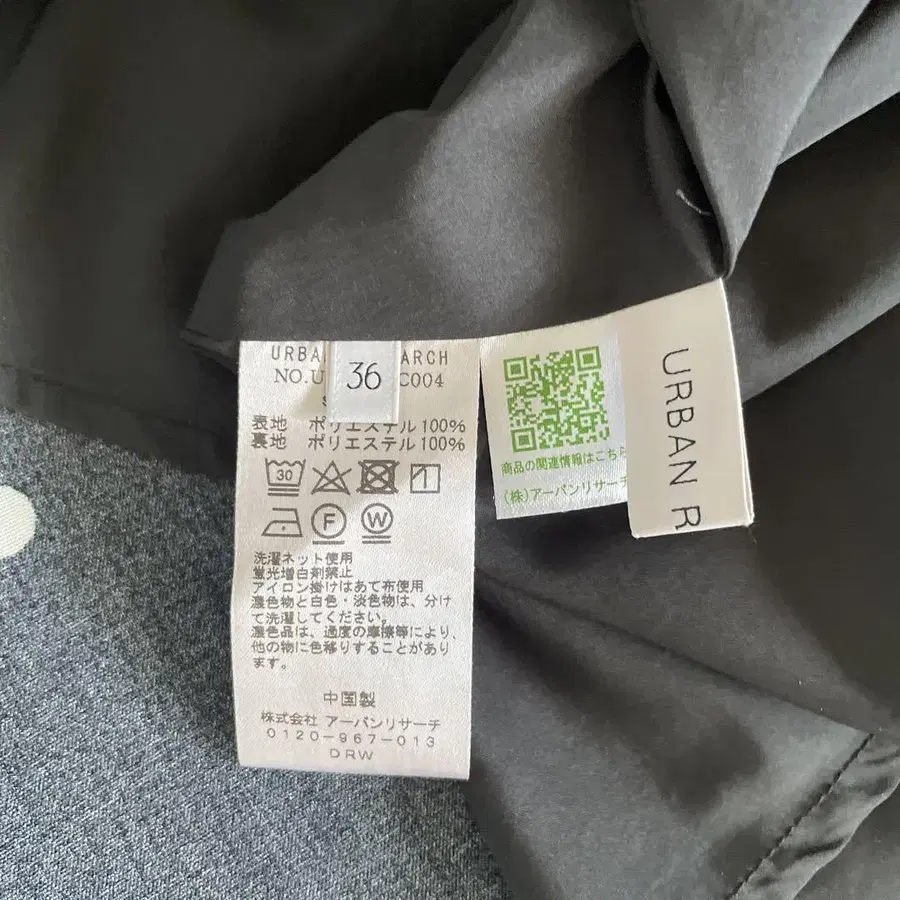 URBA ARCH
NO.U C004
36
表地 ポリエステル100%
裏地 ポリエステル100%
30
F W
洗濯ネット使用
蛍光増白剤禁止
アイロン掛けはあて布使用
濃色物と白色・淡色物は、分け
て洗濯してください。
濃色品は、過度の摩擦等により、
他の物に色移りすることがあり
ます。
中国製
株式会社 アーバンリサーチ
0120-967-013
DRW
商品の関連情報はこちら
(株)アーバンリサーチ
URBAN R